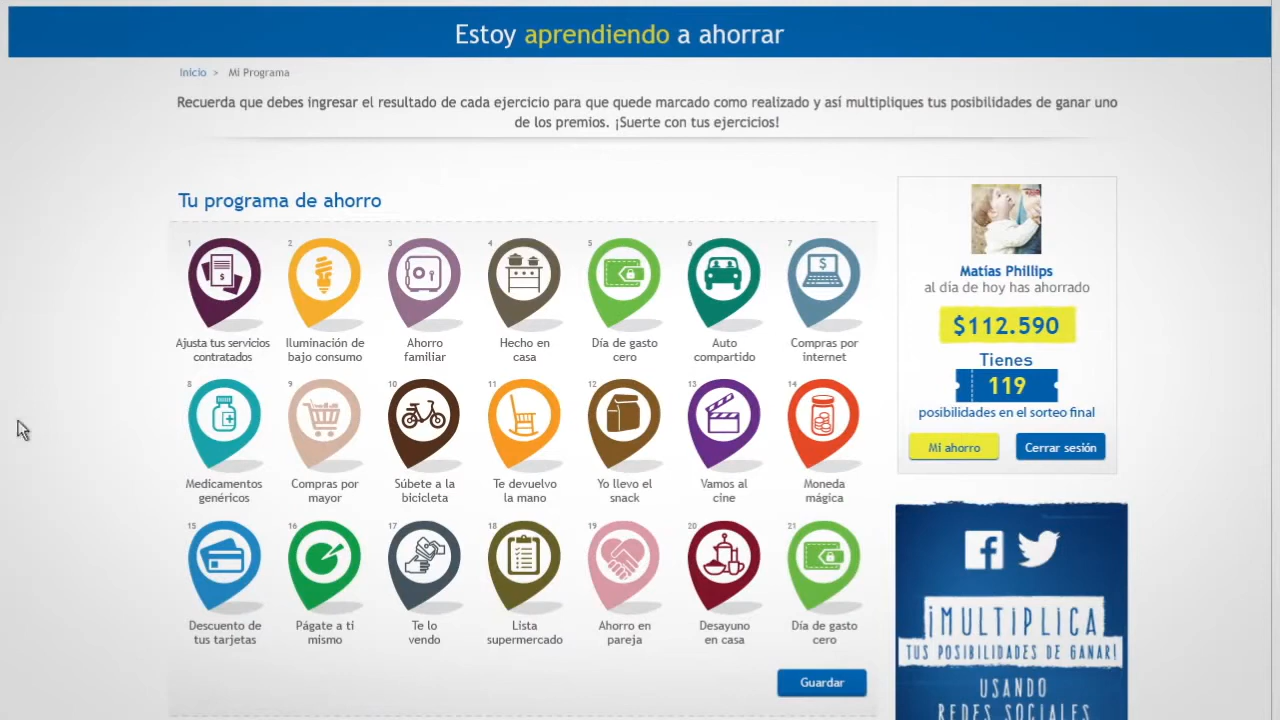 Estoy aprendiendo a ahorrar
Inicio > Mi Programa
Recuerda que debes ingresar el resultado de cada ejercicio para que quede marcado como realizado y así multipliques tus posibilidades de ganar uno
de los premios. ¡Suerte con tus ejercicios!
Tu programa de ahorro
1 2 3 4 5 6 7
$ $
Ajusta tus servicios contratados
Iluminación de bajo consumo
Ahorro familiar
Hecho en casa
Día de gasto cero
Auto compartido
Compras por internet
8 9 10 11 12 13 14
Medicamentos genéricos
Compras por mayor
Súbete a la bicicleta
Te devuelvo la mano
Yo llevo el snack
Vamos al cine
Moneda mágica
15 16 17 18 19 20 21
Descuento de tus tarjetas
Págate a ti mismo
Te lo vendo
Lista supermercado
Ahorro en pareja
Desayuno en casa
Día de gasto cero
Guardar
Matías Phillips
al día de hoy has ahorrado
$112.590
Tienes
119
posibilidades en el sorteo final
Mi ahorro
Cerrar sesión
¡MULTIPLICA
TUS POSIBILIDADES DE GANAR!
USANDO
REDES SOCIALES